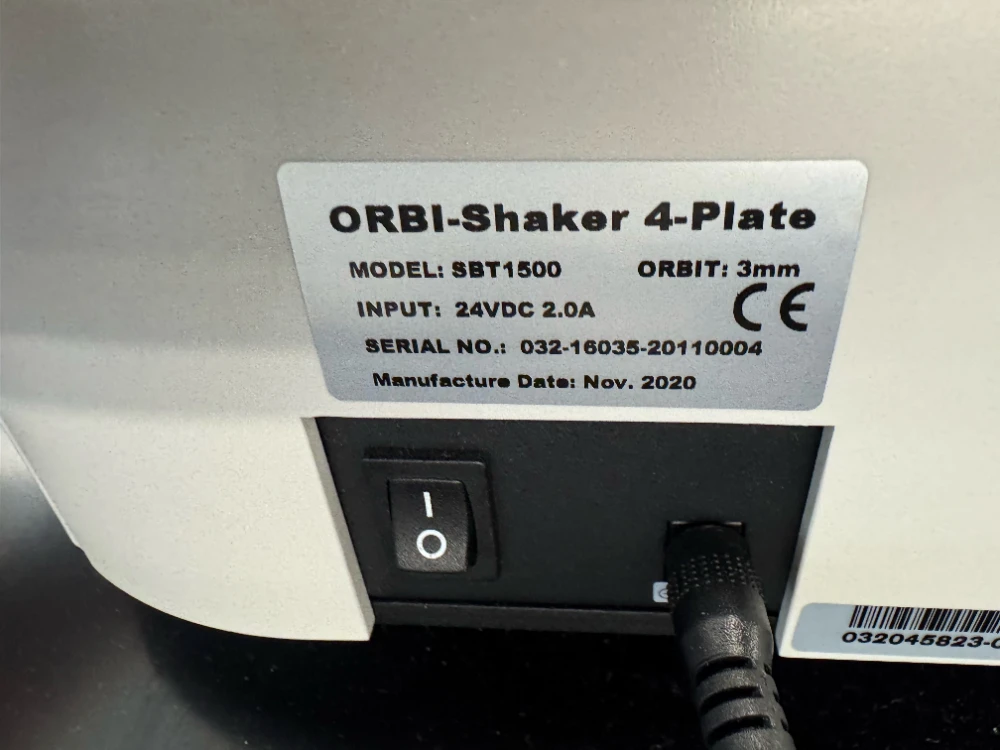 ORBI-Shaker 4-Plate
MODEL: SBT1500 ORBIT: 3mm
INPUT: 24VDC 2.0A CE
SERIAL NO.: 032-16035-20110004
Manufacture Date: Nov. 2020
032045823-